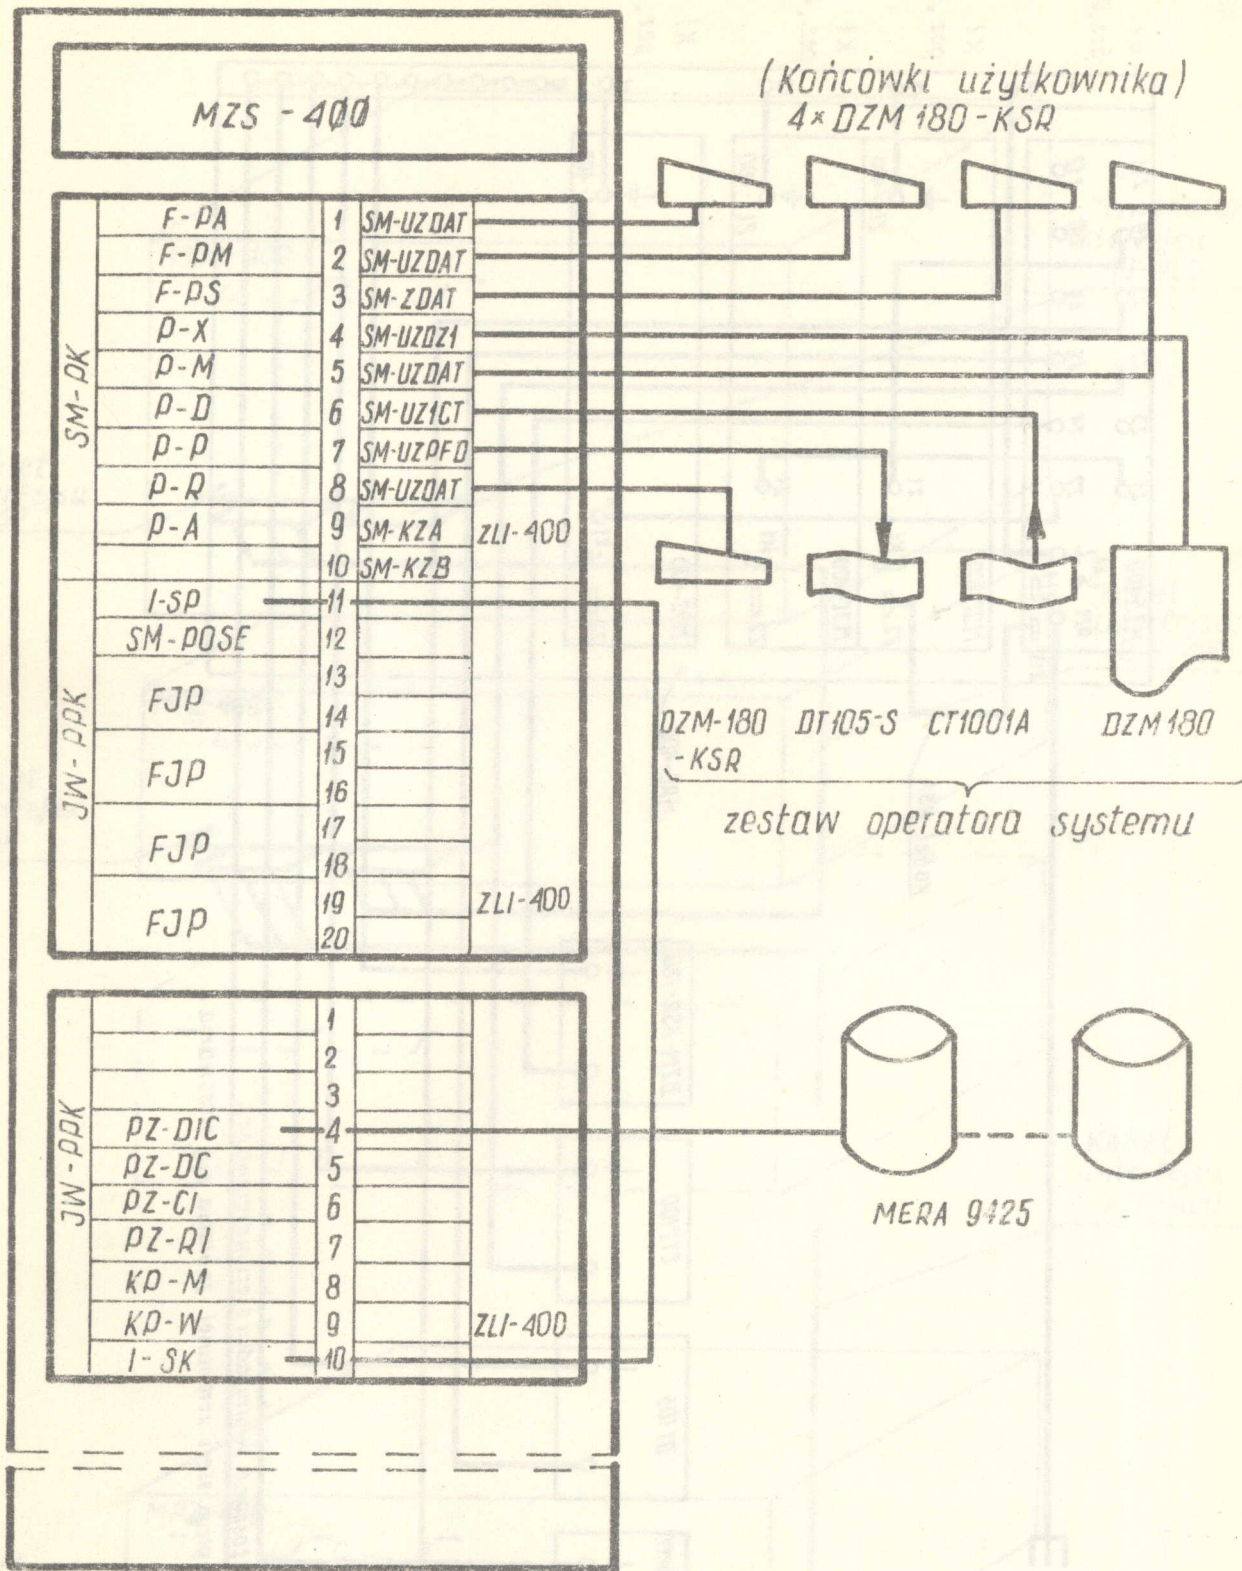 MZS - 400
(Końcówki użytkownika)
4× DZM 180 - KSR
SM- PK
F - PA 1 SM-UZDAT
F - PM 2 SM-UZDAT
F - PS 3 SM-ZDAT
P - X 4 SM-UZDZ1
P - M 5 SM-UZDAT
P - D 6 SM-UZ1CT
P - P 7 SM-UZPFD
P - R 8 SM-UZDAT
P - A 9 SM-KZA ZLI-400
10 SM-KZB
JW - PPK
I-SP 11
SM-POSE 12
FJP 13
14
FJP 15
16
FJP 17
18
FJP 19 ZLI-400
20
DZM-180
-KSR
DT105-S
CT1001A
DZM 180
zestaw operatora systemu
JW - PPK
1
2
3
PZ-DIC 4
PZ-DC 5
PZ-CI 6
PZ-RI 7
KP-M 8
KP-W 9 ZLI-400
I- SK 10
MERA 9425